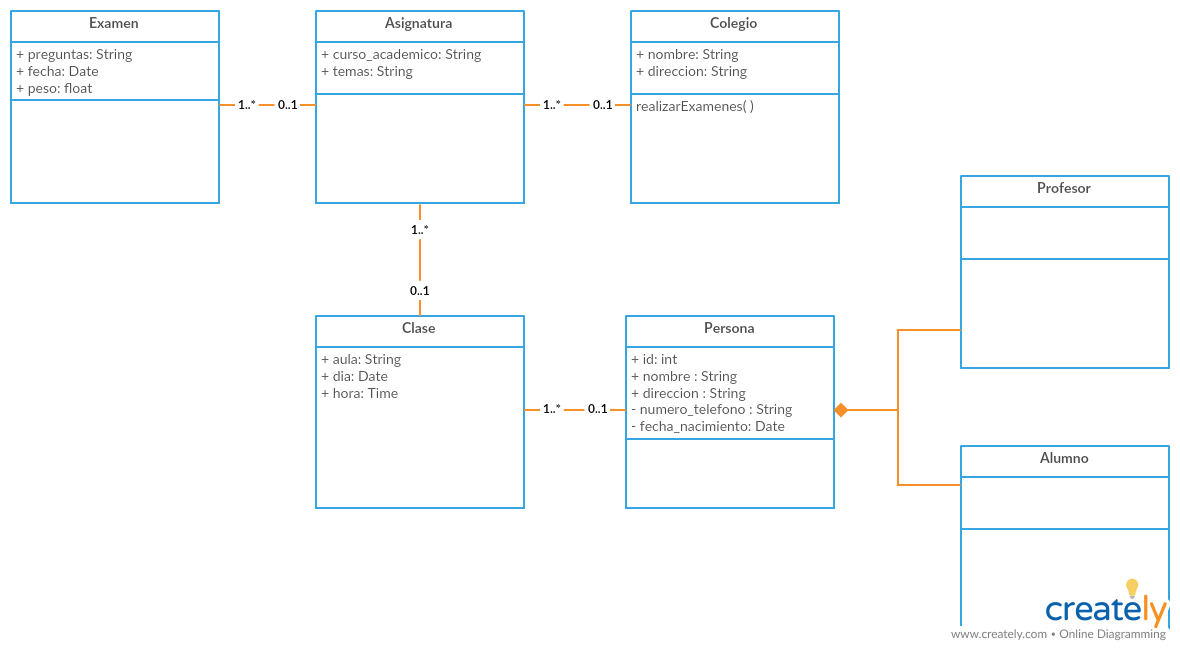 Examen
+ preguntas: String
+ fecha: Date
+ peso: float
1..*
0..1
Asignatura
+ curso_academico: String
+ temas: String
1..*
0..1
Colegio
+ nombre: String
+ direccion: String
realizarExamenes( )
1..*
0..1
Clase
+ aula: String
+ dia: Date
+ hora: Time
1..*
0..1
Persona
+ id: int
+ nombre : String
+ direccion : String
- numero_telefono : String
- fecha_nacimiento: Date
Profesor
Alumno
creately
www.creately.com • Online Diagramming